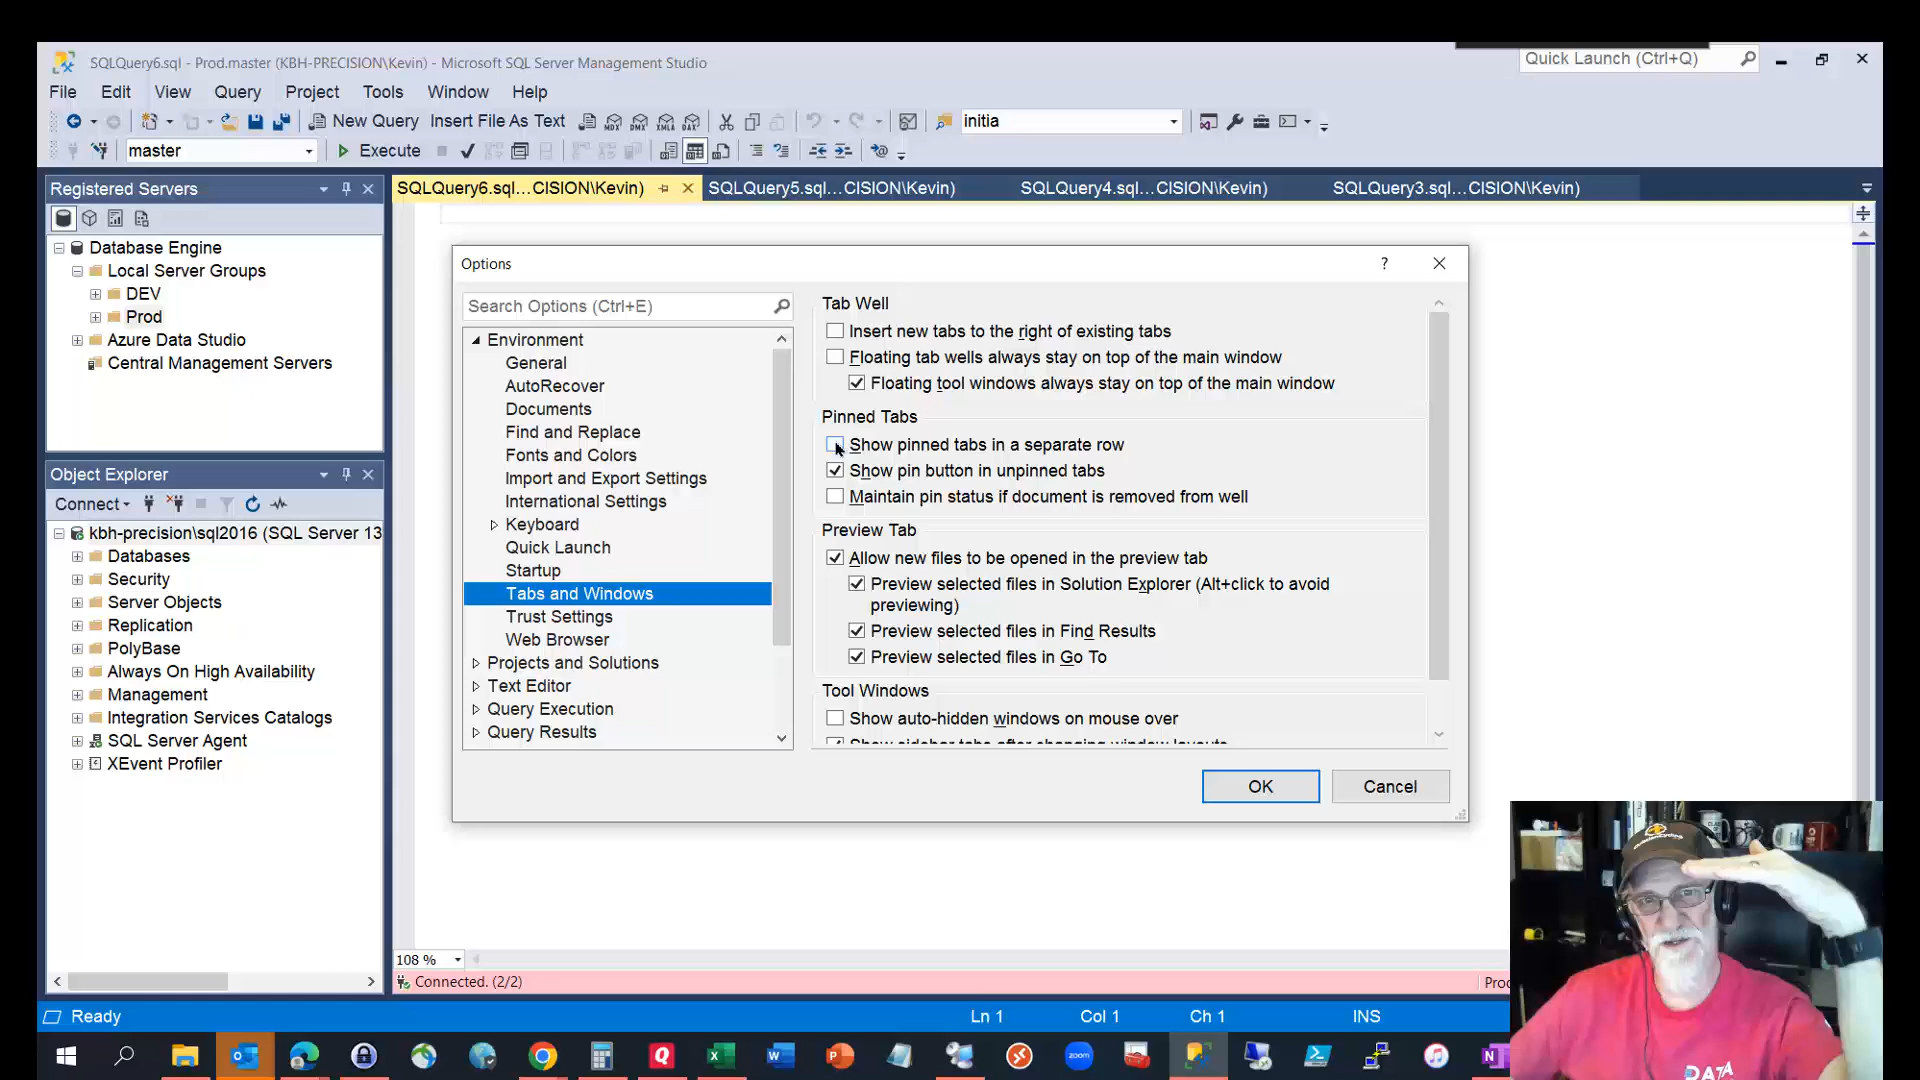 SQLQuery6.sql - Prod.master (KBH-PRECISION\Kevin) - Microsoft SQL Server Management Studio
Quick Launch (Ctrl+Q)
File Edit View Query Project Tools Window Help
New Query Insert File As Text initia
master Execute
Registered Servers
SQLQuery6.sql...CISION\Kevin) SQLQuery5.sql...CISION\Kevin) SQLQuery4.sql...CISION\Kevin) SQLQuery3.sql...CISION\Kevin)
Database Engine
Local Server Groups
DEV
Prod
Azure Data Studio
Central Management Servers
Object Explorer
Connect
kbh-precision\sql2016 (SQL Server 13
Databases
Security
Server Objects
Replication
PolyBase
Always On High Availability
Management
Integration Services Catalogs
SQL Server Agent
XEvent Profiler
Options
Search Options (Ctrl+E)
Environment
General
AutoRecover
Documents
Find and Replace
Fonts and Colors
Import and Export Settings
International Settings
Keyboard
Quick Launch
Startup
Tabs and Windows
Trust Settings
Web Browser
Projects and Solutions
Text Editor
Query Execution
Query Results
Tab Well
Insert new tabs to the right of existing tabs
Floating tab wells always stay on top of the main window
Floating tool windows always stay on top of the main window
Pinned Tabs
Show pinned tabs in a separate row
Show pin button in unpinned tabs
Maintain pin status if document is removed from well
Preview Tab
Allow new files to be opened in the preview tab
Preview selected files in Solution Explorer (Alt+click to avoid
previewing)
Preview selected files in Find Results
Preview selected files in Go To
Tool Windows
Show auto-hidden windows on mouse over
Show sidebar tabs after changing window layouts
OK Cancel
108 %
Connected. (2/2)
Ready Ln 1 Col 1 Ch 1 INS
zoom
DATA